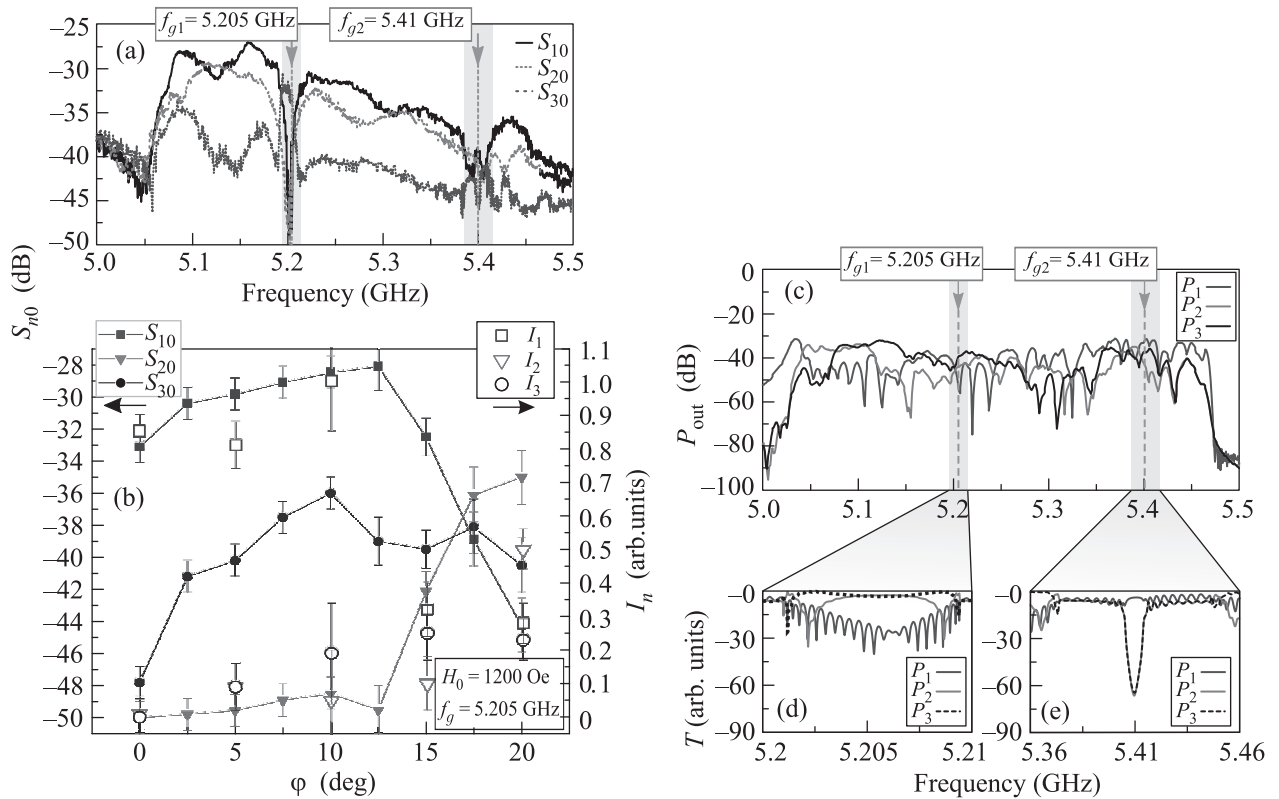 f_g1 = 5.205 GHz
f_g2 = 5.41 GHz
(a)
S_10
S_20
S_30
–25
–30
–35
–40
–45
–50
5.0 5.1 5.2 5.3 5.4 5.5
Frequency (GHz)
S_n0 (dB)
S_10
S_20
S_30
I_1
I_2
I_3
–28
–30
–32
–34
–36
–38
–40
–42
–44
–46
–48
–50
(b)
1.1
1.0
0.9
0.8
0.7
0.6
0.5
0.4
0.3
0.2
0.1
0
I_n (arb.units)
H_0 = 1200 Oe
f_g = 5.205 GHz
0 5 10 15 20
φ (deg)
f_g1 = 5.205 GHz
f_g2 = 5.41 GHz
(c)
P_1
P_2
P_3
0
–20
–40
–60
–80
–100
P_out (dB)
5.0 5.1 5.2 5.3 5.4 5.5
–0
–30
–60
–90
T (arb. units)
P_1
P_2
P_3
(d)
5.2 5.205 5.21
–0
–30
–60
–90
P_1
P_2
P_3
(e)
5.36 5.41 5.46
Frequency (GHz)